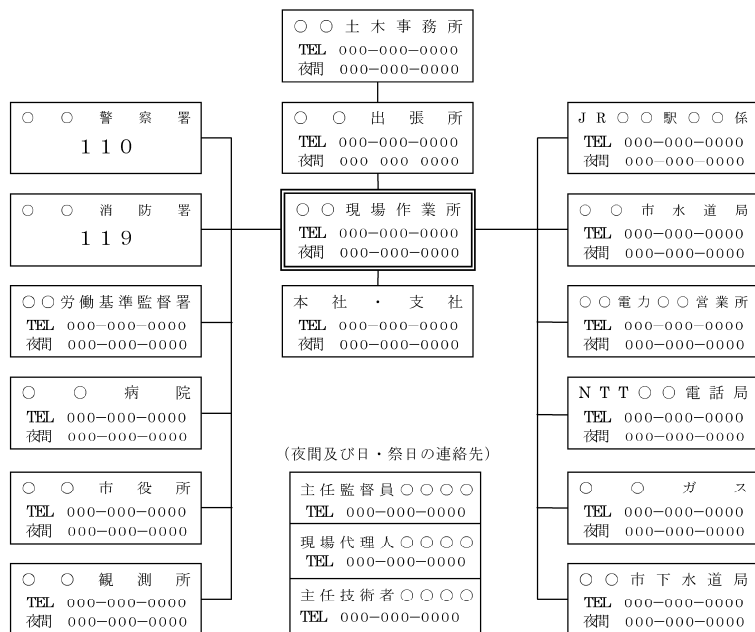 ○○土木事務所
TEL 000-000-0000
夜間 000-000-0000
○○警察署
110
○○消防署
119
○○労働基準監督署
TEL 000-000-0000
夜間 000-000-0000
○○病院
TEL 000-000-0000
夜間 000-000-0000
○○市役所
TEL 000-000-0000
夜間 000-000-0000
○○観測所
TEL 000-000-0000
夜間 000-000-0000
○○出張所
TEL 000-000-0000
夜間 000 000 0000
○○現場作業所
TEL 000-000-0000
夜間 000-000-0000
本社・支社
TEL 000-000-0000
夜間 000-000-0000
(夜間及び日・祭日の連絡先)
主任監督員○○○○
TEL 000-000-0000
現場代理人○○○○
TEL 000-000-0000
主任技術者○○○○
TEL 000-000-0000
JR○○駅○○係
TEL 000-000-0000
夜間 000-000-0000
○○市水道局
TEL 000-000-0000
夜間 000-000-0000
○○電力○○営業所
TEL 000-000-0000
夜間 000-000-0000
NTT○○電話局
TEL 000-000-0000
夜間 000-000-0000
○○ガス
TEL 000-000-0000
夜間 000-000-0000
○○市下水道局
TEL 000-000-0000
夜間 000-000-0000